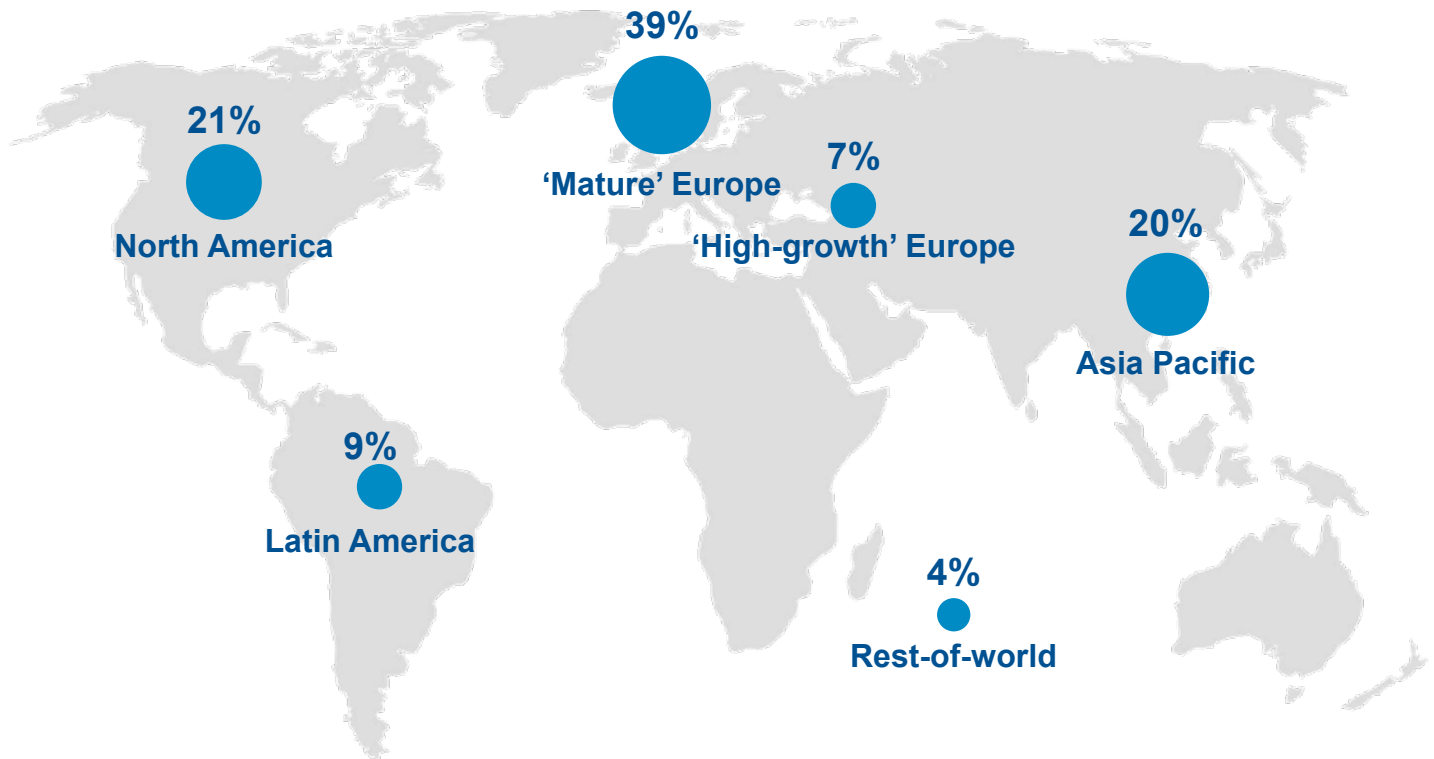 39%
‘Mature’ Europe
21%
North America
7%
‘High-growth’ Europe
20%
Asia Pacific
9%
Latin America
4%
Rest-of-world